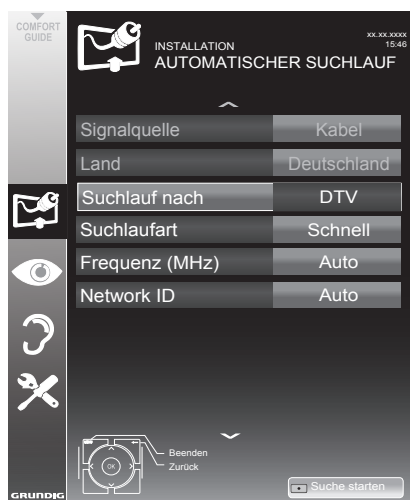 COMFORT
GUIDE
INSTALLATION
AUTOMATISCHER SUCHLAUF
xx.xx.xxxx
15:46
Signalquelle Kabel
Land Deutschland
Suchlauf nach DTV
Suchlaufart Schnell
Frequenz (MHz) Auto
Network ID Auto
OK
Beenden
Zurück
Suche starten
GRUNDIG